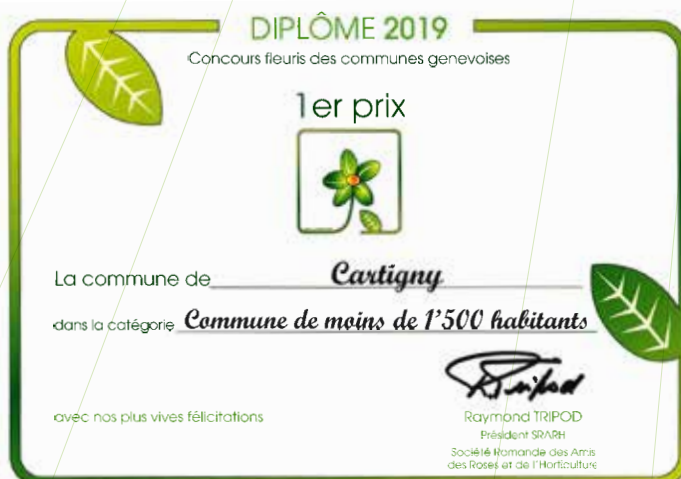 DIPLÔME 2019
Concours fleuris des communes genevoises
1er prix
La commune de Cartigny
dans la catégorie Commune de moins de 1'500 habitants
avec nos plus vives félicitations
Raymond TRIPOD
Président SRARH
Société Romande des Amis
des Roses et de l'Horticulture